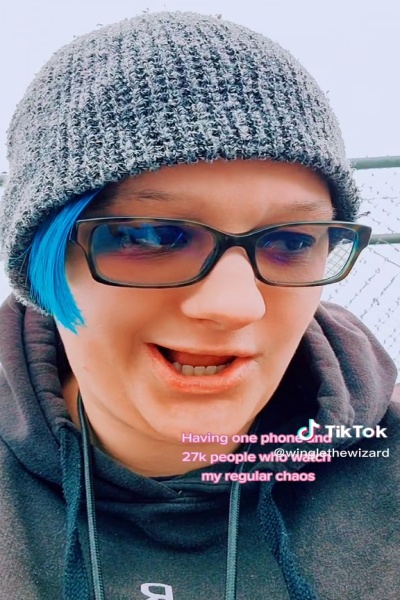 Having one phone and
27k people who watch
my regular chaos
TikTok
@winglethewizard
R